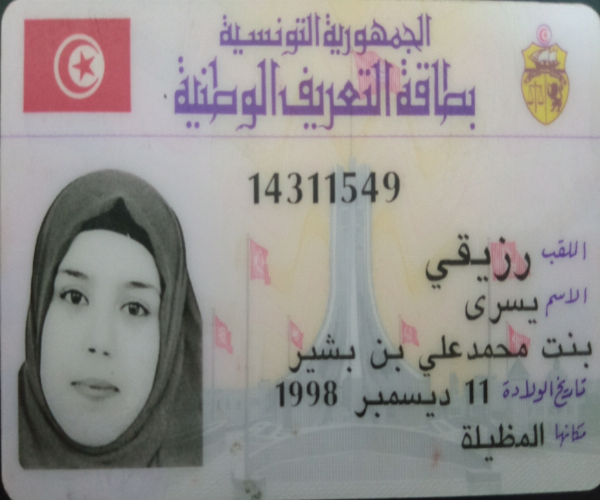 الجمهورية التونسية
بطاقة التعريف الوطنية
14311549
اللقب رزيقي
الاسم يسرى
بنت محمدعلي بن بشير
تاريخ الولادة 11 ديسمبر 1998
مكانها المظيلة